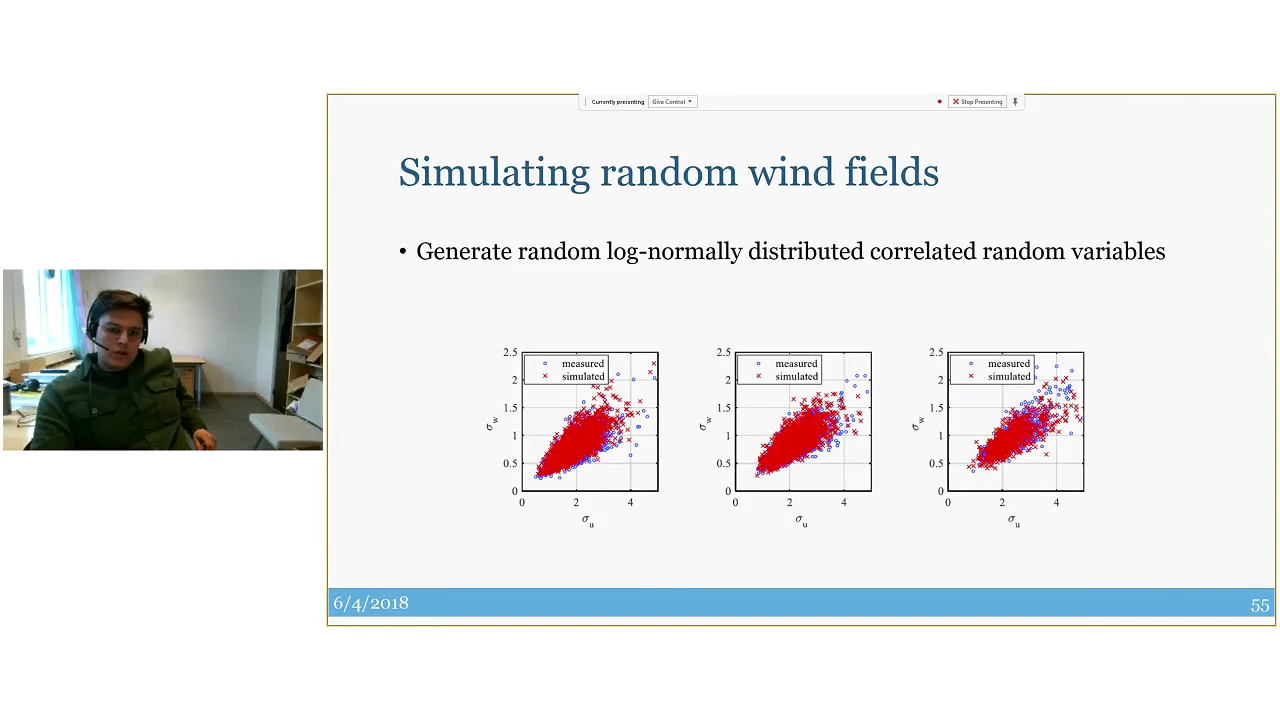 Currently presenting Give Control Stop Presenting
Simulating random wind fields
• Generate random log-normally distributed correlated random variables
2.5
2
1.5
1
0.5
0
0 2 4
σw
σu
measured
simulated
2.5
2
1.5
1
0.5
0
0 2 4
σw
σu
measured
simulated
2.5
2
1.5
1
0.5
0
0 2 4
σw
σu
measured
simulated
6/4/2018 55